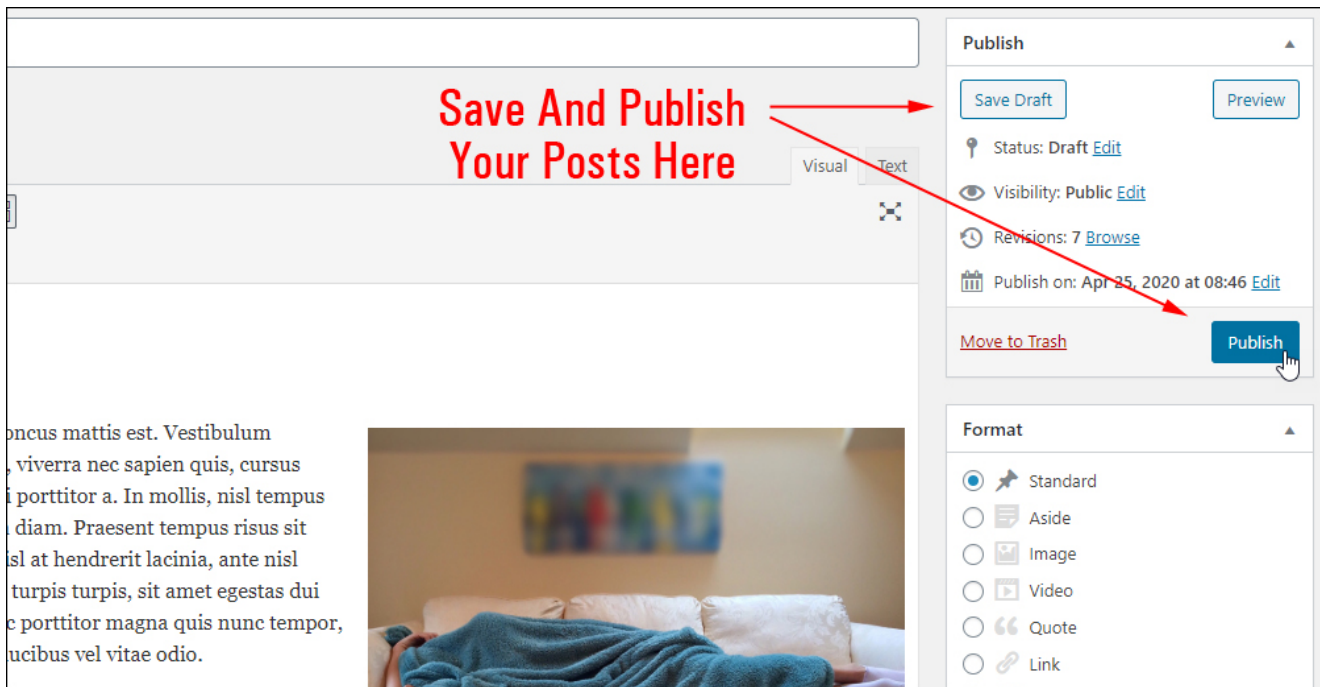 Save And Publish
Your Posts Here
Visual Text
oncus mattis est. Vestibulum
, viverra nec sapien quis, cursus
i porttitor a. In mollis, nisl tempus
diam. Praesent tempus risus sit
isl at hendrerit lacinia, ante nisl
turpis turpis, sit amet egestas dui
c porttitor magna quis nunc tempor,
ucibus vel vitae odio.
Publish
Save Draft Preview
Status: Draft Edit
Visibility: Public Edit
Revisions: 7 Browse
Publish on: Apr 25, 2020 at 08:46 Edit
Move to Trash Publish
Format
Standard
Aside
Image
Video
Quote
Link